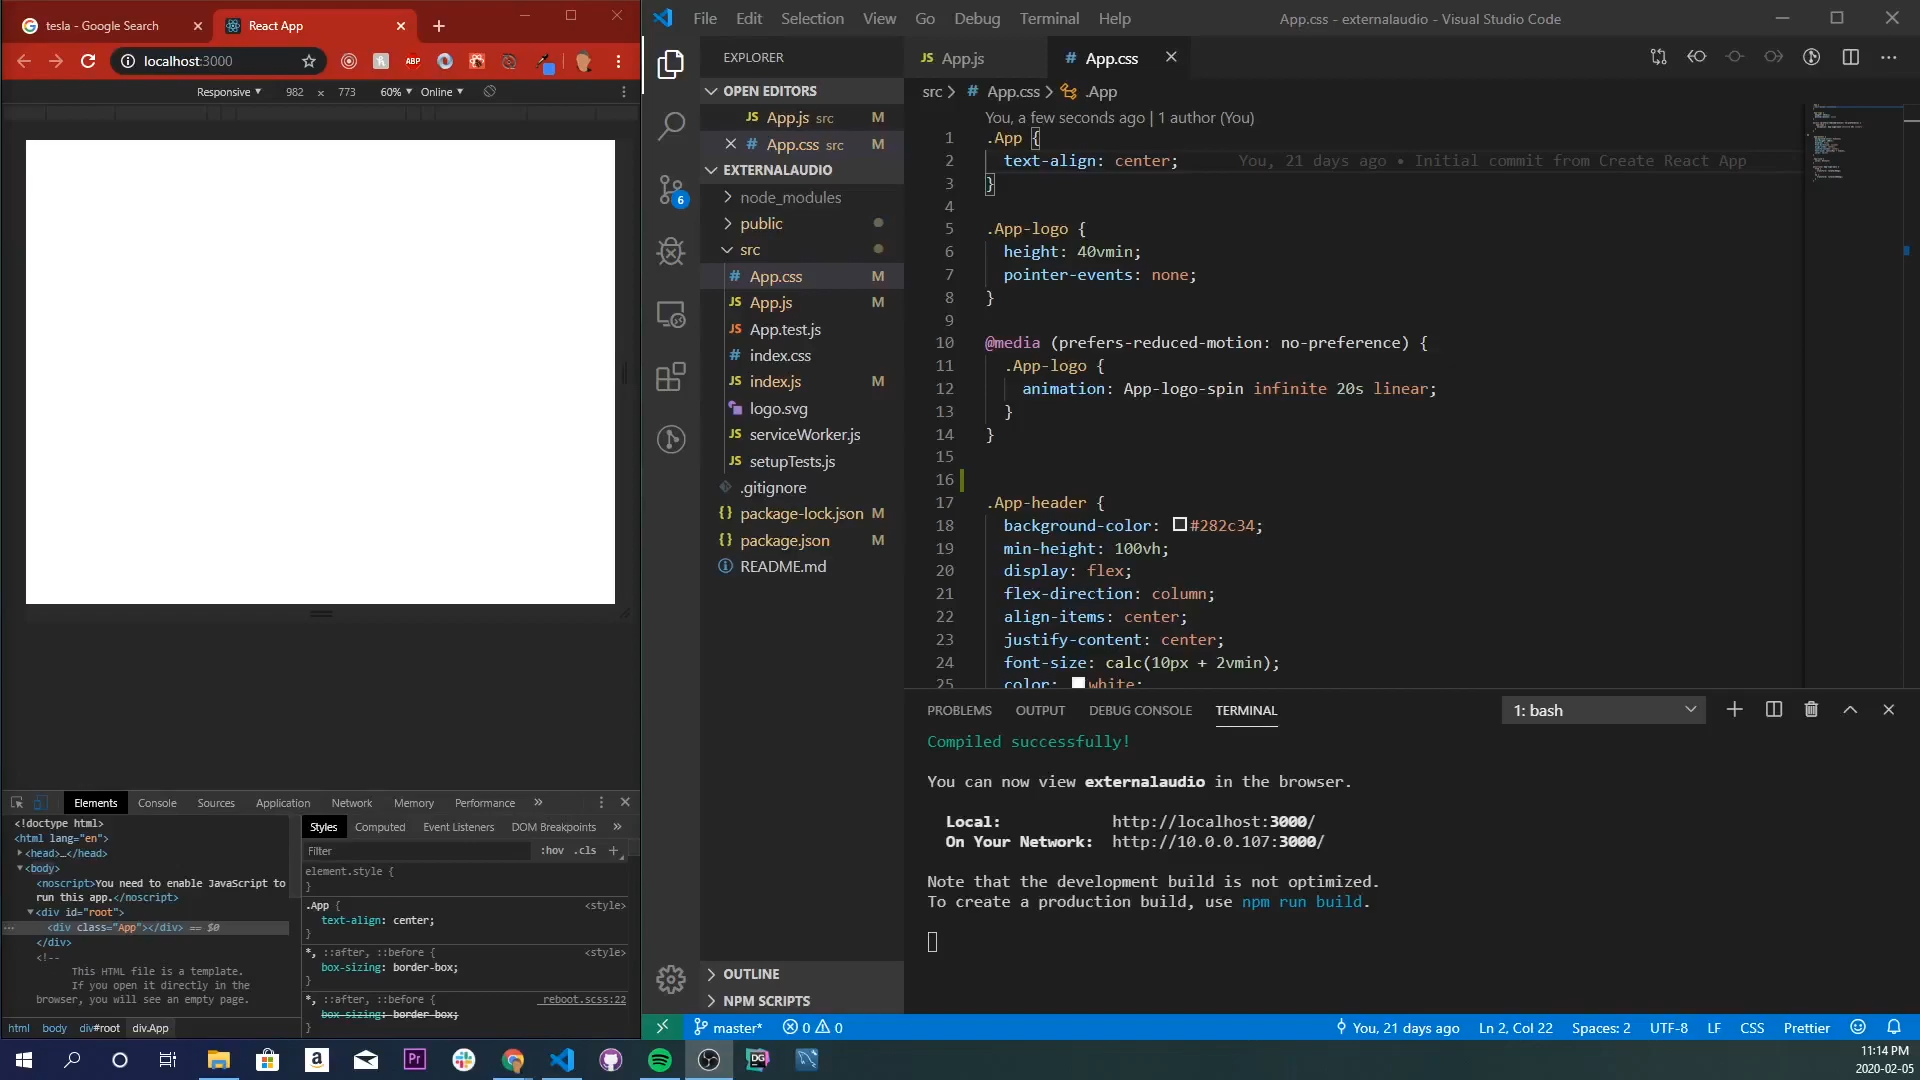 tesla - Google Search
React App
localhost:3000
ABP
Responsive
982 x 773
60%
Online
Elements
Console
Sources
Application
Network
Memory
Performance
<!doctype html>
<html lang="en">
<head>…</head>
<body>
<noscript>You need to enable JavaScript to
run this app.</noscript>
<div id="root">
<div class="App"></div> == $0
</div>
<!--
This HTML file is a template.
If you open it directly in the
browser, you will see an empty page.
html body div#root div.App
Styles
Computed
Event Listeners
DOM Breakpoints
Filter
:hov .cls
element.style {
}
.App { <style>
text-align: center;
}
*, ::after, ::before { <style>
box-sizing: border-box;
}
*, ::after, ::before { _reboot.scss:22
box-sizing: border-box;
}
File Edit Selection View Go Debug Terminal Help
App.css - externalaudio - Visual Studio Code
EXPLORER
OPEN EDITORS
JS App.js src M
# App.css src M
EXTERNALAUDIO
node_modules
public
src
# App.css M
JS App.js M
JS App.test.js
# index.css
JS index.js M
logo.svg
JS serviceWorker.js
JS setupTests.js
.gitignore
{} package-lock.json M
{} package.json M
README.md
OUTLINE
NPM SCRIPTS
6
JS App.js
# App.css
src > # App.css > .App
You, a few seconds ago | 1 author (You)
1 .App {
2 text-align: center; You, 21 days ago • Initial commit from Create React App
3 }
4
5 .App-logo {
6 height: 40vmin;
7 pointer-events: none;
8 }
9
10 @media (prefers-reduced-motion: no-preference) {
11 .App-logo {
12 animation: App-logo-spin infinite 20s linear;
13 }
14 }
15
16
17 .App-header {
18 background-color: #282c34;
19 min-height: 100vh;
20 display: flex;
21 flex-direction: column;
22 align-items: center;
23 justify-content: center;
24 font-size: calc(10px + 2vmin);
25 color: white;
PROBLEMS OUTPUT DEBUG CONSOLE TERMINAL
1: bash
Compiled successfully!
You can now view externalaudio in the browser.
Local: http://localhost:3000/
On Your Network: http://10.0.0.107:3000/
Note that the development build is not optimized.
To create a production build, use npm run build.
master*
0 0
You, 21 days ago
Ln 2, Col 22
Spaces: 2
UTF-8
LF
CSS
Prettier
Pr
DG
11:14 PM
2020-02-05